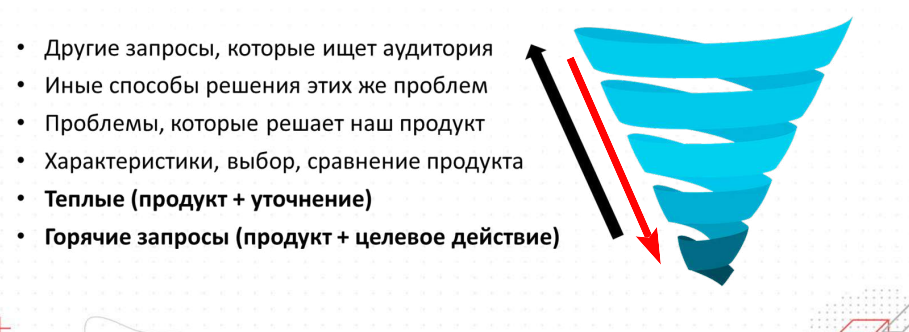 • Другие запросы, которые ищет аудитория
• Иные способы решения этих же проблем
• Проблемы, которые решает наш продукт
• Характеристики, выбор, сравнение продукта
• Теплые (продукт + уточнение)
• Горячие запросы (продукт + целевое действие)